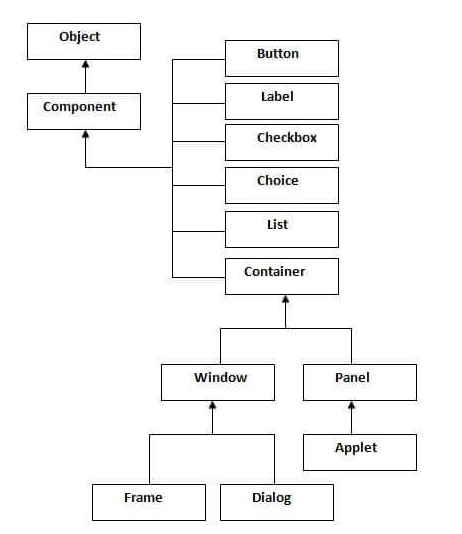 Object
Button
Component
Label
Checkbox
Choice
List
Container
Window
Panel
Applet
Frame
Dialog